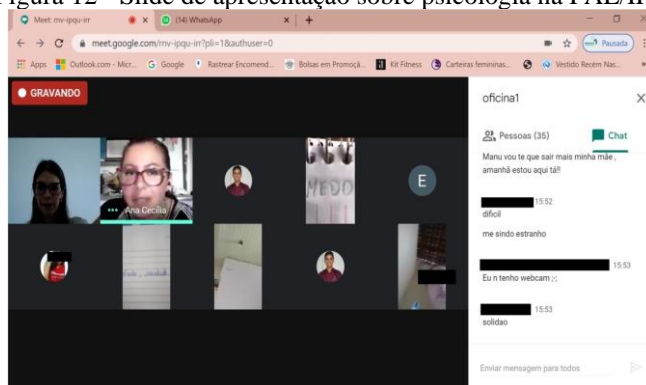 Figura 12 - Slide de apresentação sobre psicologia na PAE/IF
Meet: rnv-ipqu-irr
(14) WhatsApp
meet.google.com/rnv-ipqu-irr?pli=1&authuser=0
Pausada
Apps
Outlook.com - Micr...
Google
Rastrear Encomend...
Bolsas em Promoçã...
Kit Fitness
Carteiras femininas...
Vestido Recém Nas...
GRAVANDO
oficina1
Pessoas (35)
Chat
Manu vou te que sair mais minha mãe ,
amanhã estou aqui tá!!
15:52
dificil
me sindo estranho
15:53
Eu n tenho webcam ;-;
15:53
solidao
Enviar mensagem para todos
Ana Cecília
MEDO
E